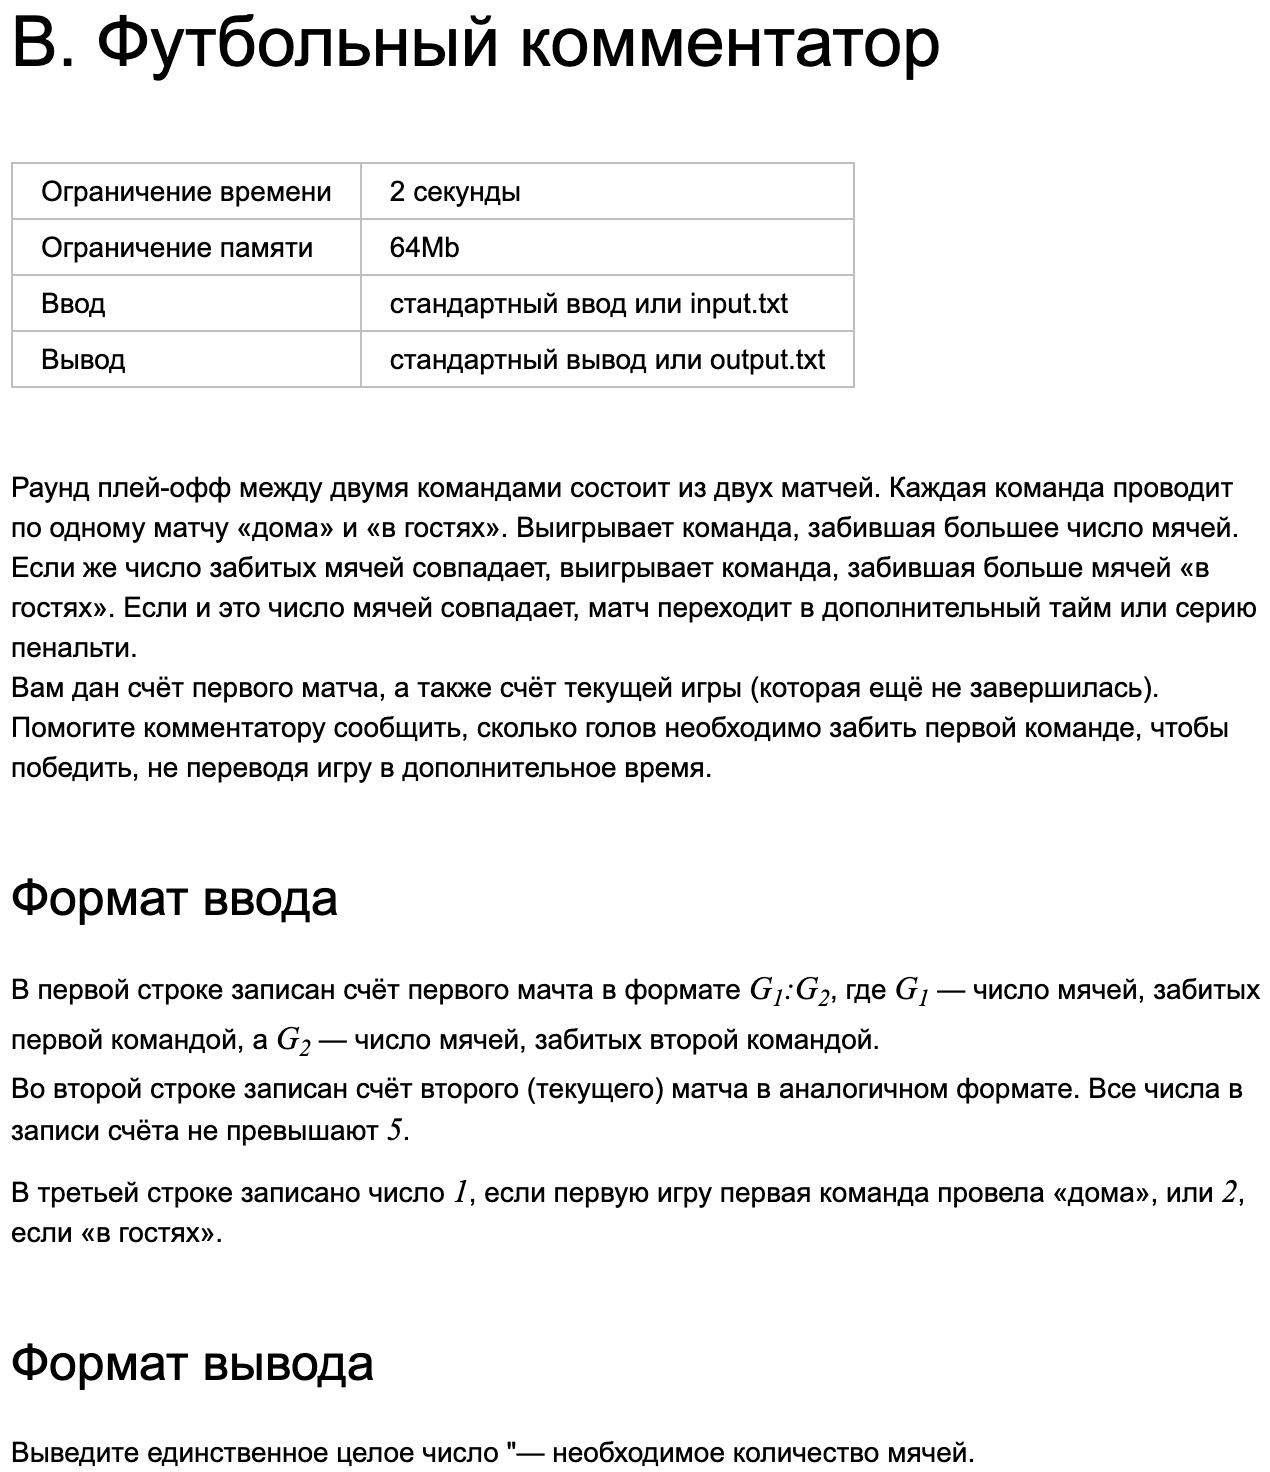 В. Футбольный комментатор
Ограничение времени 2 секунды
Ограничение памяти 64Mb
Ввод стандартный ввод или input.txt
Вывод стандартный вывод или output.txt
Раунд плей-офф между двумя командами состоит из двух матчей. Каждая команда проводит
по одному матчу «дома» и «в гостях». Выигрывает команда, забившая большее число мячей.
Если же число забитых мячей совпадает, выигрывает команда, забившая больше мячей «в
гостях». Если и это число мячей совпадает, матч переходит в дополнительный тайм или серию
пенальти.
Вам дан счёт первого матча, а также счёт текущей игры (которая ещё не завершилась).
Помогите комментатору сообщить, сколько голов необходимо забить первой команде, чтобы
победить, не переводя игру в дополнительное время.
Формат ввода
В первой строке записан счёт первого мачта в формате G₁:G₂, где G₁ — число мячей, забитых
первой командой, а G₂ — число мячей, забитых второй командой.
Во второй строке записан счёт второго (текущего) матча в аналогичном формате. Все числа в
записи счёта не превышают 5.
В третьей строке записано число 1, если первую игру первая команда провела «дома», или 2,
если «в гостях».
Формат вывода
Выведите единственное целое число "— необходимое количество мячей.